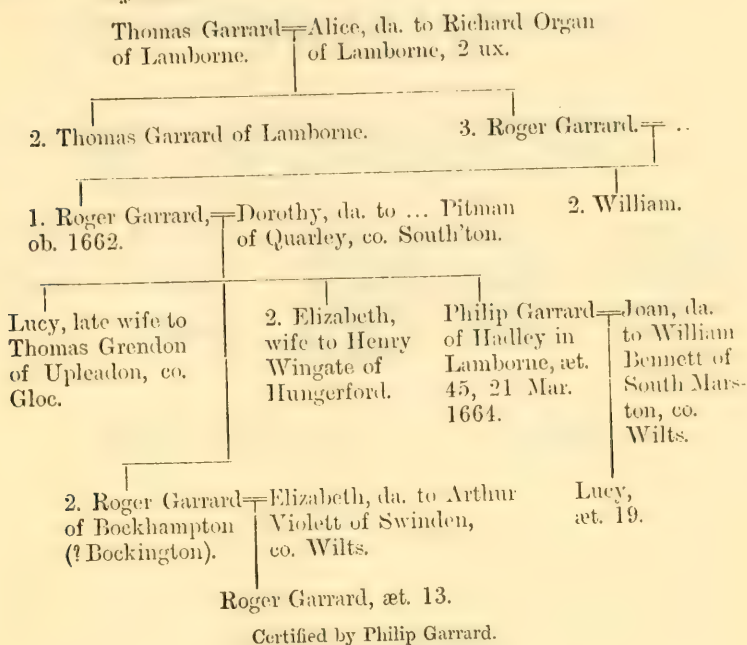 Thomas Garrard=Alice, da. to Richard Organ
of Lamborne. of Lamborne, 2 ux.
2. Thomas Garrard of Lamborne. 3. Roger Garrard.= ..
1. Roger Garrard,=Dorothy, da. to ... Pitman 2. William.
ob. 1662. of Quarley, co. South'ton.
Lucy, late wife to
Thomas Grendon
of Upleadon, co.
Gloc.
2. Elizabeth,
wife to Henry
Wingate of
Hungerford.
Philip Garrard=
of Hadley in
Lamborne, æt.
45, 21 Mar.
1664.
Joan, da.
to William
Bennett of
South Mars-
ton, co.
Wilts.
Lucy,
æt. 19.
2. Roger Garrard=Elizabeth, da. to Arthur
of Bockhampton Violett of Swinden,
(? Bockington). co. Wilts.
Roger Garrard, æt. 13.
Certified by Philip Garrard.